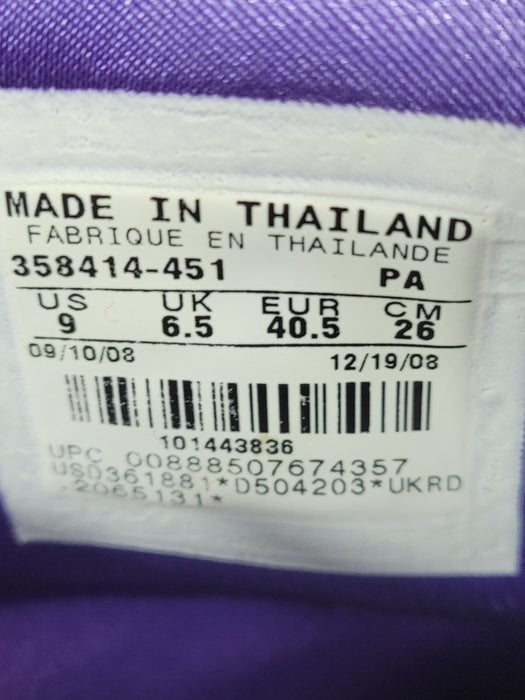 MADE IN THAILAND
FABRIQUE EN THAILANDE
358414-451 PA
US UK EUR CM
9 6.5 40.5 26
09/10/08 12/19/08
101443836
UPC 00888507674357
USD361881*D504203*UKRD
.2065131*